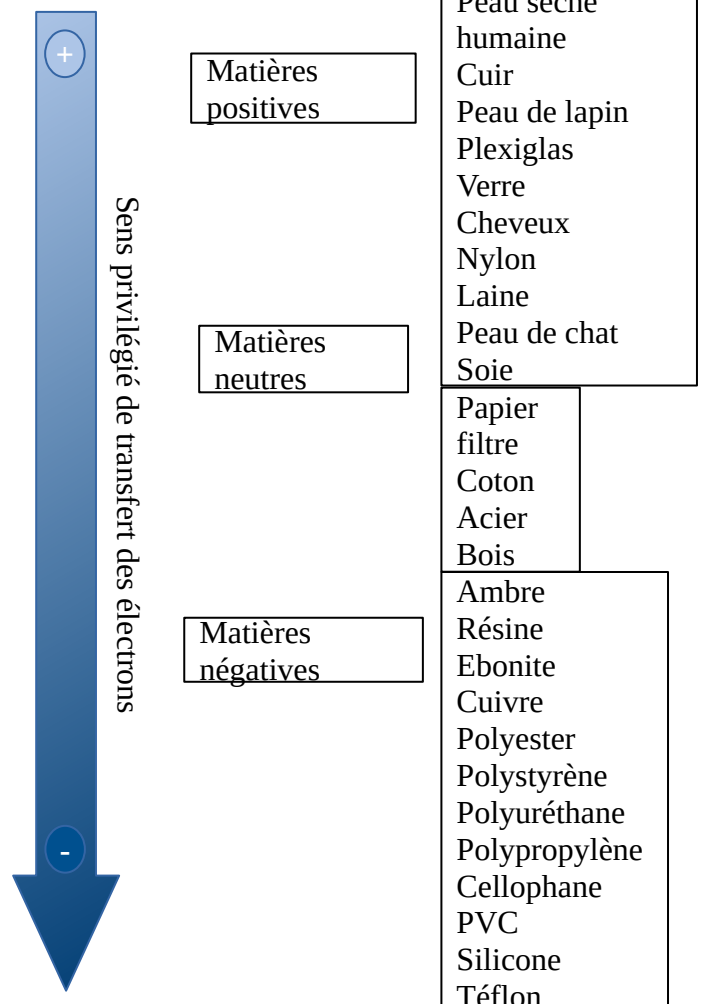 +
Matières
positives
Sens privilégié de transfert des électrons
Matières
neutres
Matières
négatives
-
Peau sèche
humaine
Cuir
Peau de lapin
Plexiglas
Verre
Cheveux
Nylon
Laine
Peau de chat
Soie
Papier
filtre
Coton
Acier
Bois
Ambre
Résine
Ebonite
Cuivre
Polyester
Polystyrène
Polyuréthane
Polypropylène
Cellophane
PVC
Silicone
Téflon